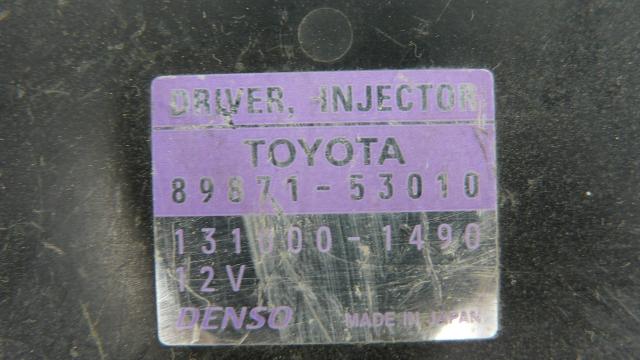 DRIVER, INJECTOR
TOYOTA
89871-53010
131000-1490
12V
DENSO MADE IN JAPAN